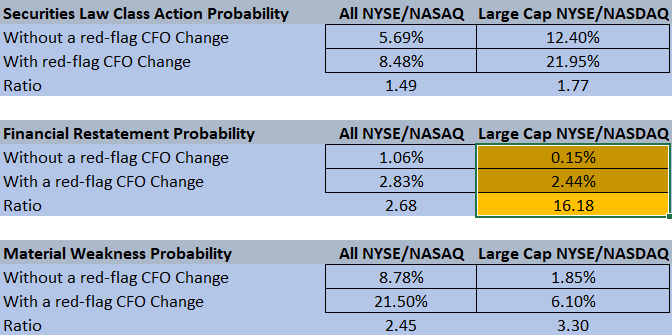 Securities Law Class Action Probability All NYSE/NASAQ Large Cap NYSE/NASDAQ
Without a red-flag CFO Change 5.69% 12.40%
With red-flag CFO Change 8.48% 21.95%
Ratio 1.49 1.77
Financial Restatement Probability All NYSE/NASAQ Large Cap NYSE/NASDAQ
Without a red-flag CFO Change 1.06% 0.15%
With a red-flag CFO Change 2.83% 2.44%
Ratio 2.68 16.18
Material Weakness Probability All NYSE/NASAQ Large Cap NYSE/NASDAQ
Without a red-flag CFO Change 8.78% 1.85%
With a red-flag CFO Change 21.50% 6.10%
Ratio 2.45 3.30